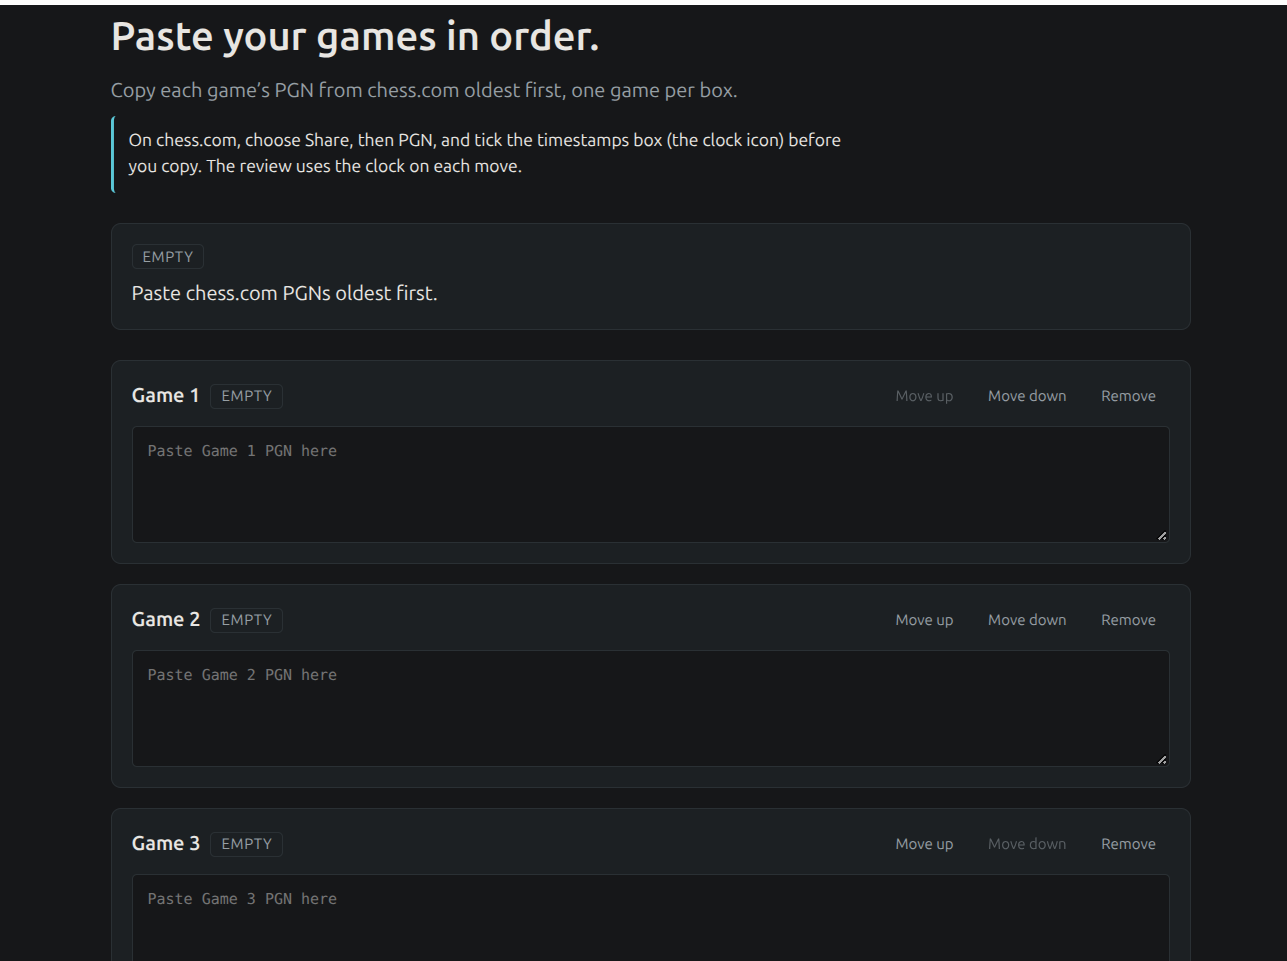 Paste your games in order.
Copy each game’s PGN from chess.com oldest first, one game per box.
On chess.com, choose Share, then PGN, and tick the timestamps box (the clock icon) before
you copy. The review uses the clock on each move.
EMPTY
Paste chess.com PGNs oldest first.
Game 1 EMPTY Move up Move down Remove
Paste Game 1 PGN here
Game 2 EMPTY Move up Move down Remove
Paste Game 2 PGN here
Game 3 EMPTY Move up Move down Remove
Paste Game 3 PGN here